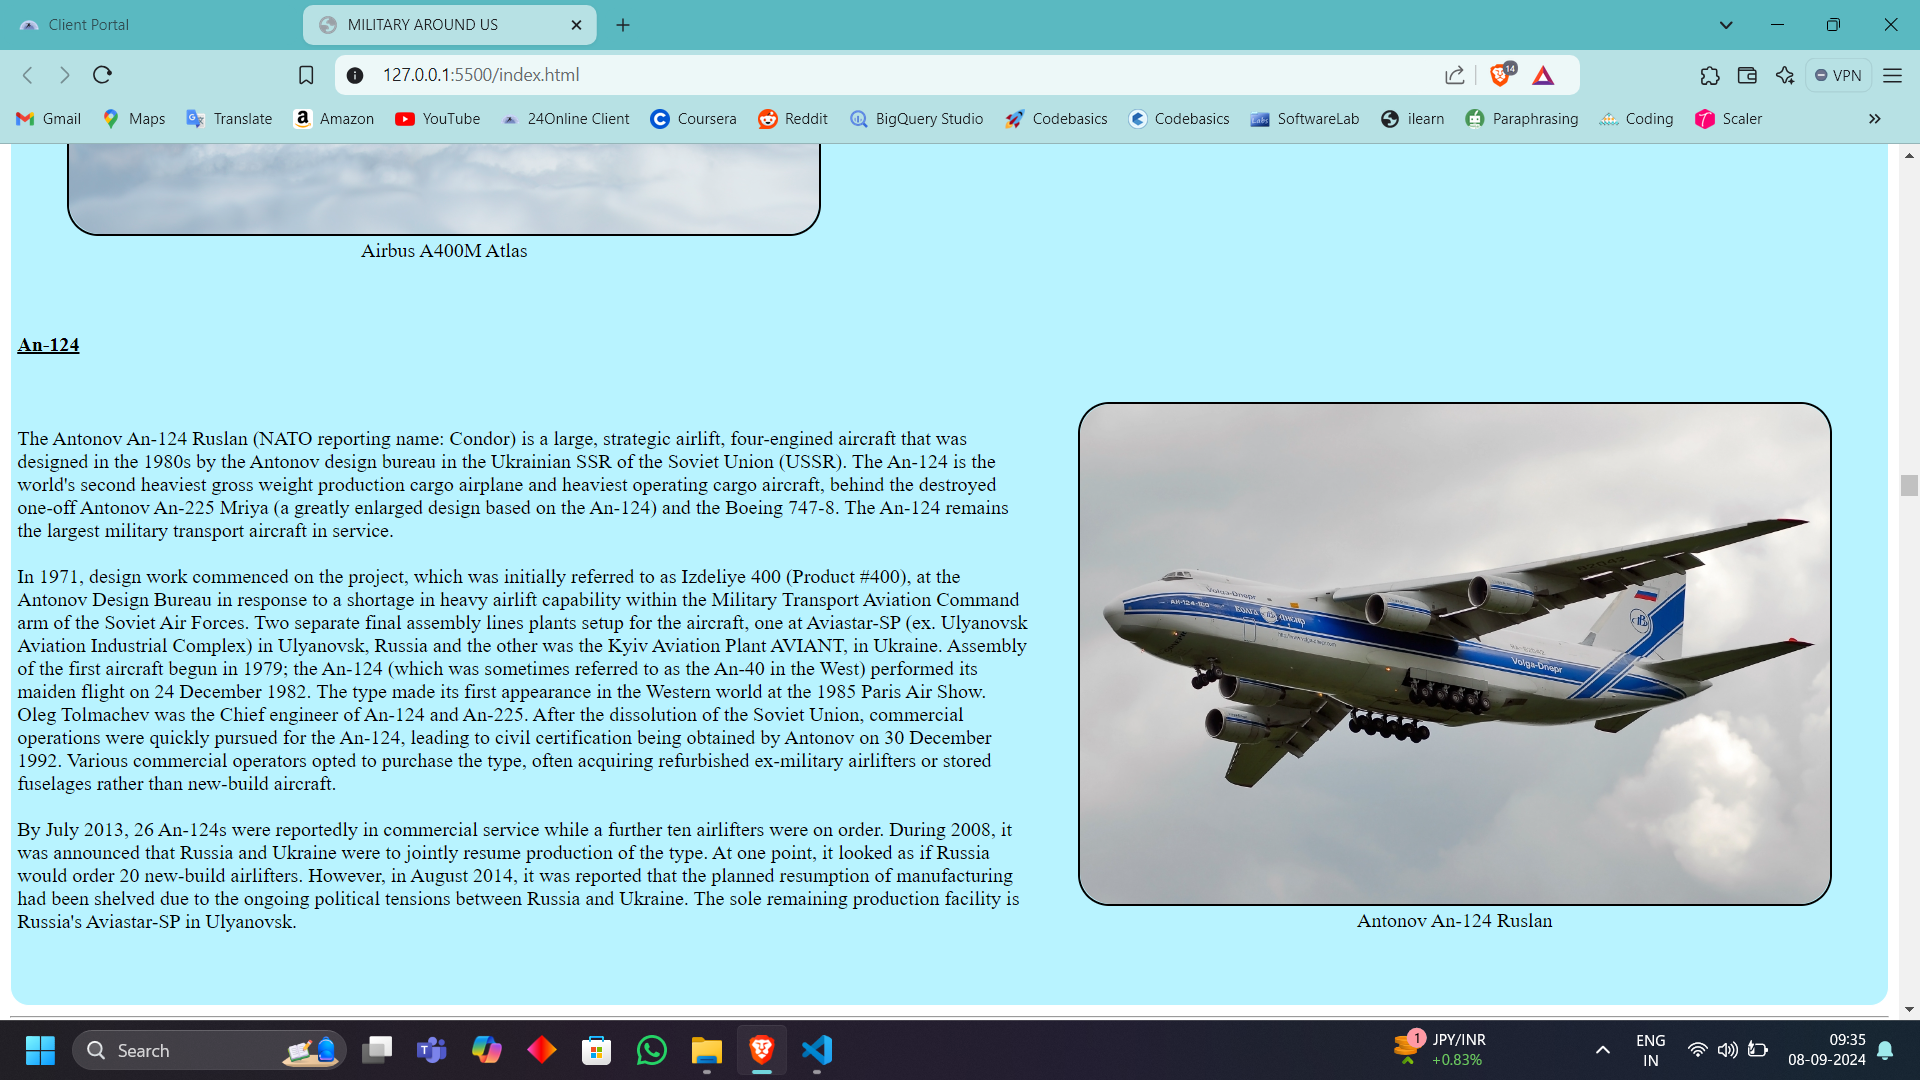 Client Portal
MILITARY AROUND US
127.0.0.1:5500/index.html
14
VPN
Gmail
Maps
Translate
Amazon
YouTube
24Online Client
Coursera
Reddit
BigQuery Studio
Codebasics
Codebasics
Labs
SoftwareLab
ilearn
Paraphrasing
Coding
Scaler
Airbus A400M Atlas
An-124
The Antonov An-124 Ruslan (NATO reporting name: Condor) is a large, strategic airlift, four-engined aircraft that was
designed in the 1980s by the Antonov design bureau in the Ukrainian SSR of the Soviet Union (USSR). The An-124 is the
world's second heaviest gross weight production cargo airplane and heaviest operating cargo aircraft, behind the destroyed
one-off Antonov An-225 Mriya (a greatly enlarged design based on the An-124) and the Boeing 747-8. The An-124 remains
the largest military transport aircraft in service.
In 1971, design work commenced on the project, which was initially referred to as Izdeliye 400 (Product #400), at the
Antonov Design Bureau in response to a shortage in heavy airlift capability within the Military Transport Aviation Command
arm of the Soviet Air Forces. Two separate final assembly lines plants setup for the aircraft, one at Aviastar-SP (ex. Ulyanovsk
Aviation Industrial Complex) in Ulyanovsk, Russia and the other was the Kyiv Aviation Plant AVIANT, in Ukraine. Assembly
of the first aircraft begun in 1979; the An-124 (which was sometimes referred to as the An-40 in the West) performed its
maiden flight on 24 December 1982. The type made its first appearance in the Western world at the 1985 Paris Air Show.
Oleg Tolmachev was the Chief engineer of An-124 and An-225. After the dissolution of the Soviet Union, commercial
operations were quickly pursued for the An-124, leading to civil certification being obtained by Antonov on 30 December
1992. Various commercial operators opted to purchase the type, often acquiring refurbished ex-military airlifters or stored
fuselages rather than new-build aircraft.
By July 2013, 26 An-124s were reportedly in commercial service while a further ten airlifters were on order. During 2008, it
was announced that Russia and Ukraine were to jointly resume production of the type. At one point, it looked as if Russia
would order 20 new-build airlifters. However, in August 2014, it was reported that the planned resumption of manufacturing
had been shelved due to the ongoing political tensions between Russia and Ukraine. The sole remaining production facility is
Russia's Aviastar-SP in Ulyanovsk.
Volga-Dnepr
АН-124-100
ВОЛГА Днепр
Volga-Dnepr
Antonov An-124 Ruslan
Search
1
JPY/INR
+0.83%
ENG
IN
09:35
08-09-2024